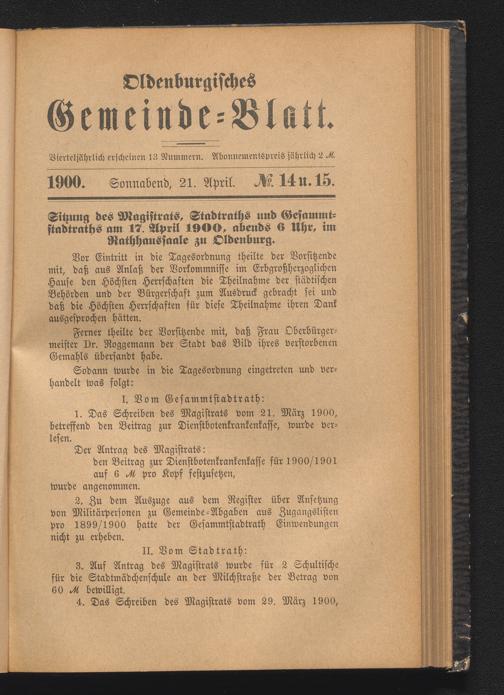 Oldenburgisches
Gemeinde=Blatt.
Vierteljährlich erscheinen 13 Nummern. Abonnementspreis jährlich 2 ℳ.
1900. Sonnabend, 21. April. №. 14 u. 15.
Sitzung des Magistrats, Stadtraths und Gesammt-
stadtraths am 17. April 1900, abends 6 Uhr, im
Rathhaussaale zu Oldenburg.
Vor Eintritt in die Tagesordnung theilte der Vorsitzende
mit, daß aus Anlaß der Vorkommnisse im Erbgroßherzoglichen
Hause den Höchsten Herrschaften die Theilnahme der städtischen
Behörden und der Bürgerschaft zum Ausdruck gebracht sei und
daß die Höchsten Herrschaften für diese Theilnahme ihren Dank
ausgesprochen hätten.
Ferner theilte der Vorsitzende mit, daß Frau Oberbürger-
meister Dr. Roggemann der Stadt das Bild ihres verstorbenen
Gemahls übersandt habe.
Sodann wurde in die Tagesordnung eingetreten und ver-
handelt was folgt:
I. Vom Gesammtstadtrath:
1. Das Schreiben des Magistrats vom 21. März 1900,
betreffend den Beitrag zur Dienstbotenkrankenkasse, wurde ver-
lesen.
Der Antrag des Magistrats:
den Beitrag zur Dienstbotenkrankenkasse für 1900/1901
auf 6 ℳ pro Kopf festzusetzen,
wurde angenommen.
2. Zu dem Auszuge aus dem Register über Ansetzung
von Militärpersonen zu Gemeinde-Abgaben aus Zugangslisten
pro 1899/1900 hatte der Gesammtstadtrath Einwendungen
nicht zu erheben.
II. Vom Stadtrath:
3. Auf Antrag des Magistrats wurde für 2 Schultische
für die Stadtmädchenschule an der Milchstraße der Betrag von
60 ℳ bewilligt.
4. Das Schreiben des Magistrats vom 29. März 1900,